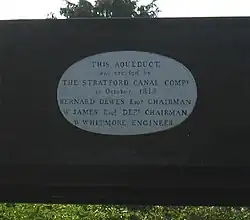 THIS AQUEDUCT
was erected by
THE STRATFORD CANAL COMPY
in October, 1813
BERNARD DEWES Esqr CHAIRMAN
W JAMES Esqr DEPY CHAIRMAN
W WHITMORE ENGINEER